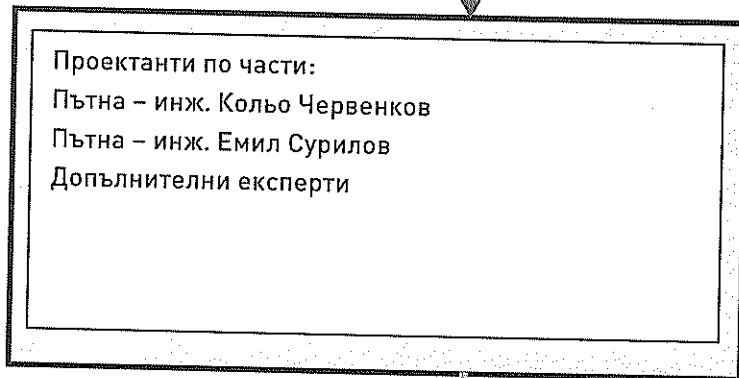 Проектанти по части:
Пътна – инж. Кольо Червенков
Пътна – инж. Емил Сурилов
Допълнителни експерти